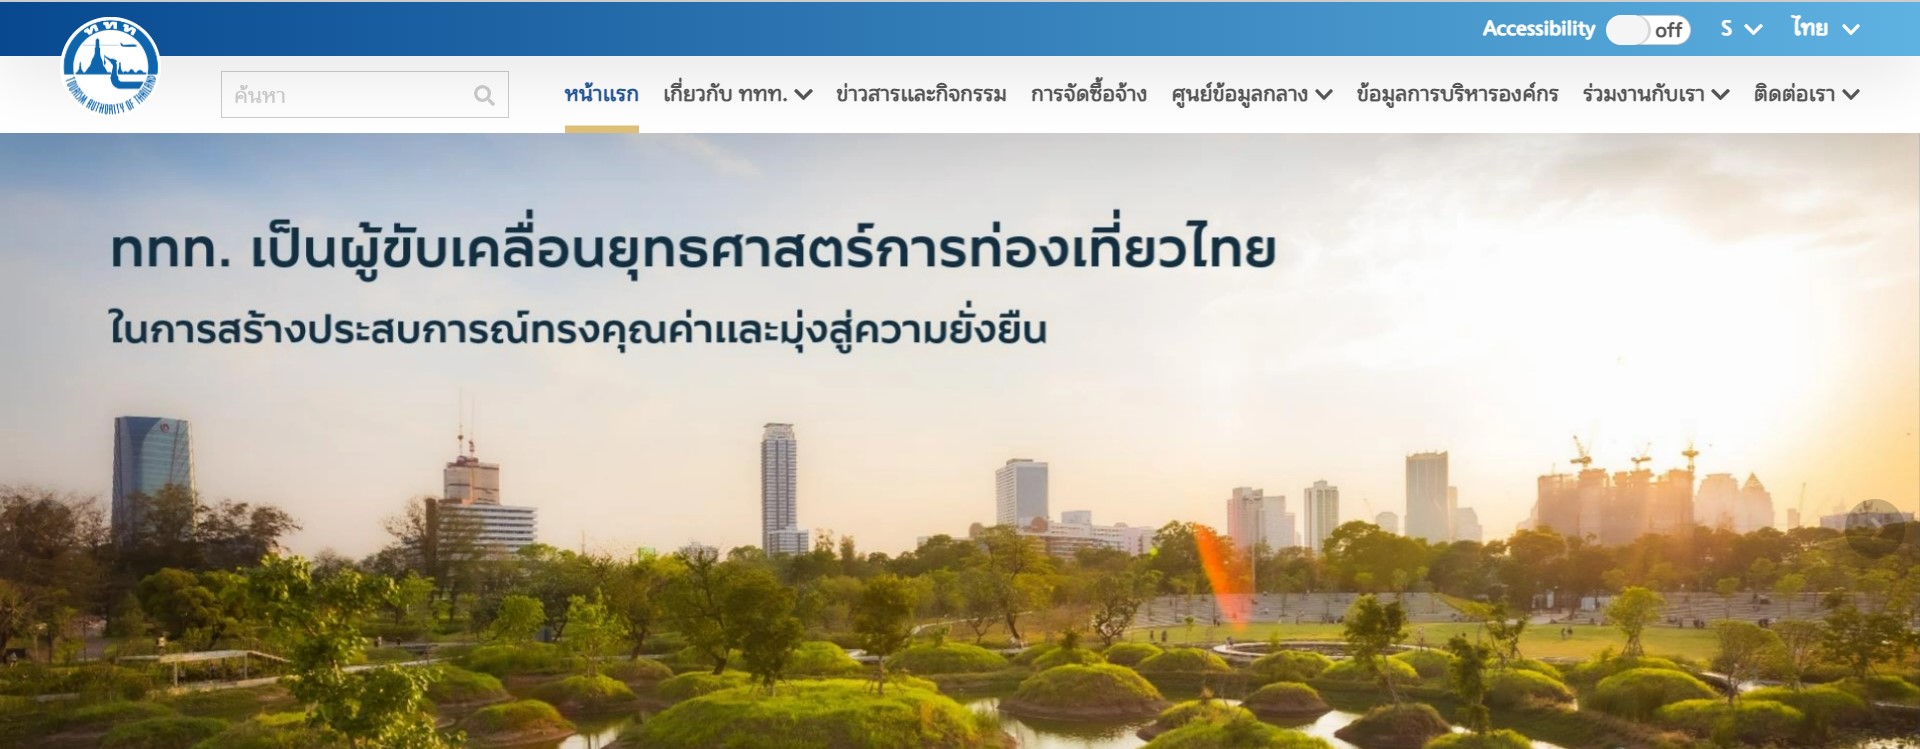 Accessibility off S ไทย
ททท
TOURISM AUTHORITY OF THAILAND
ค้นหา
หน้าแรก เกี่ยวกับ ททท. ข่าวสารและกิจกรรม การจัดซื้อจ้าง ศูนย์ข้อมูลกลาง ข้อมูลการบริหารองค์กร ร่วมงานกับเรา ติดต่อเรา
ททท. เป็นผู้ขับเคลื่อนยุทธศาสตร์การท่องเที่ยวไทย
ในการสร้างประสบการณ์ทรงคุณค่าและมุ่งสู่ความยั่งยืน